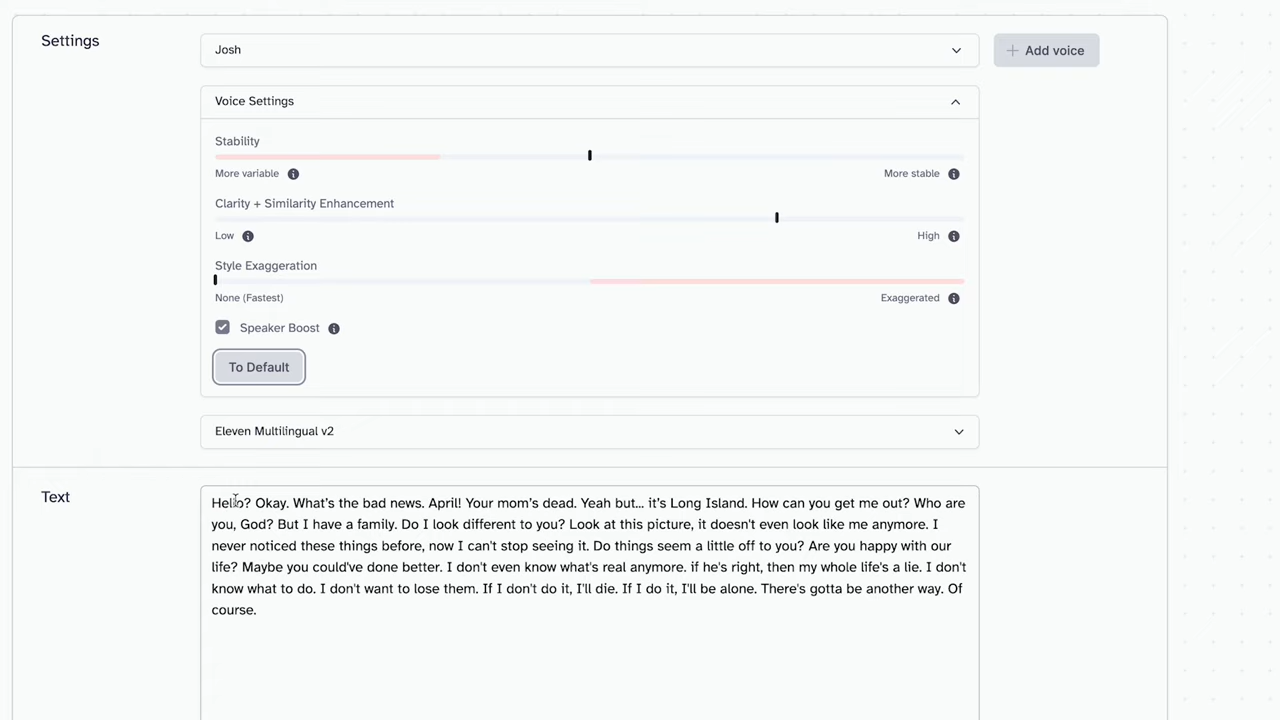 Settings
Josh
Add voice
Voice Settings
Stability
More variable
More stable
Clarity + Similarity Enhancement
Low
High
Style Exaggeration
None (Fastest)
Exaggerated
Speaker Boost
To Default
Eleven Multilingual v2
Text
Hello? Okay. What’s the bad news. April! Your mom’s dead. Yeah but... it’s Long Island. How can you get me out? Who are
you, God? But I have a family. Do I look different to you? Look at this picture, it doesn't even look like me anymore. I
never noticed these things before, now I can't stop seeing it. Do things seem a little off to you? Are you happy with our
life? Maybe you could've done better. I don't even know what's real anymore. if he's right, then my whole life's a lie. I don't
know what to do. I don't want to lose them. If I don't do it, I'll die. If I do it, I'll be alone. There's gotta be another way. Of
course.